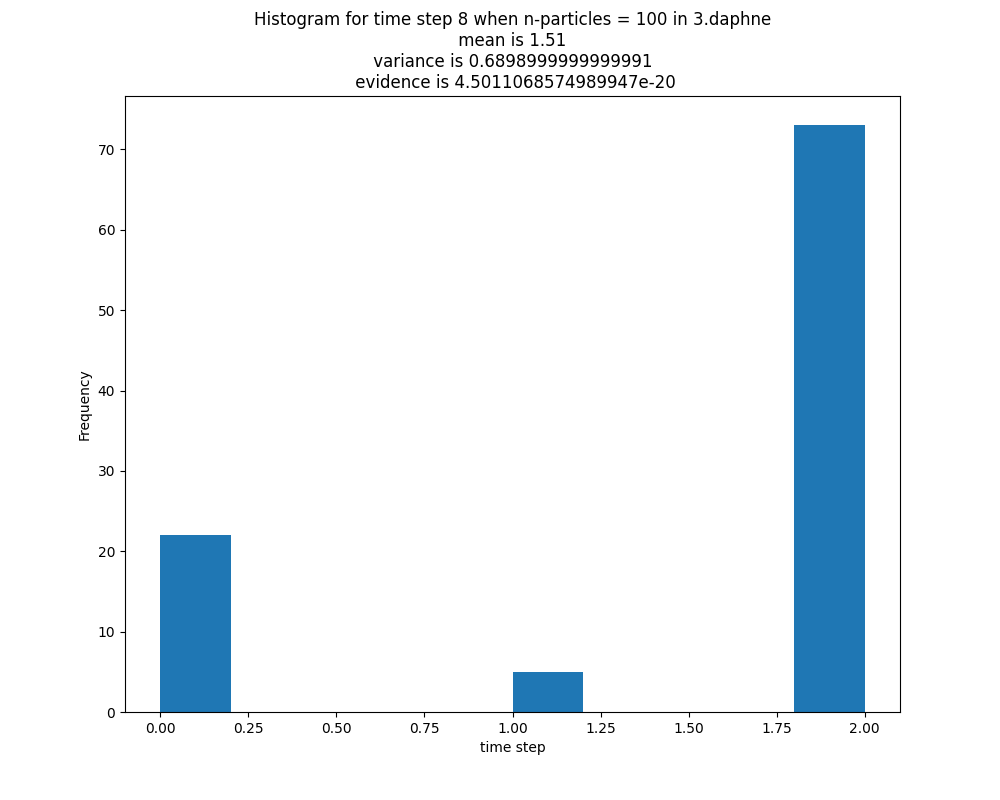 Histogram for time step 8 when n-particles = 100 in 3.daphne
mean is 1.51
variance is 0.6898999999999991
evidence is 4.5011068574989947e-20
70
60
50
40
30
20
10
0
Frequency
0.00 0.25 0.50 0.75 1.00 1.25 1.50 1.75 2.00
time step